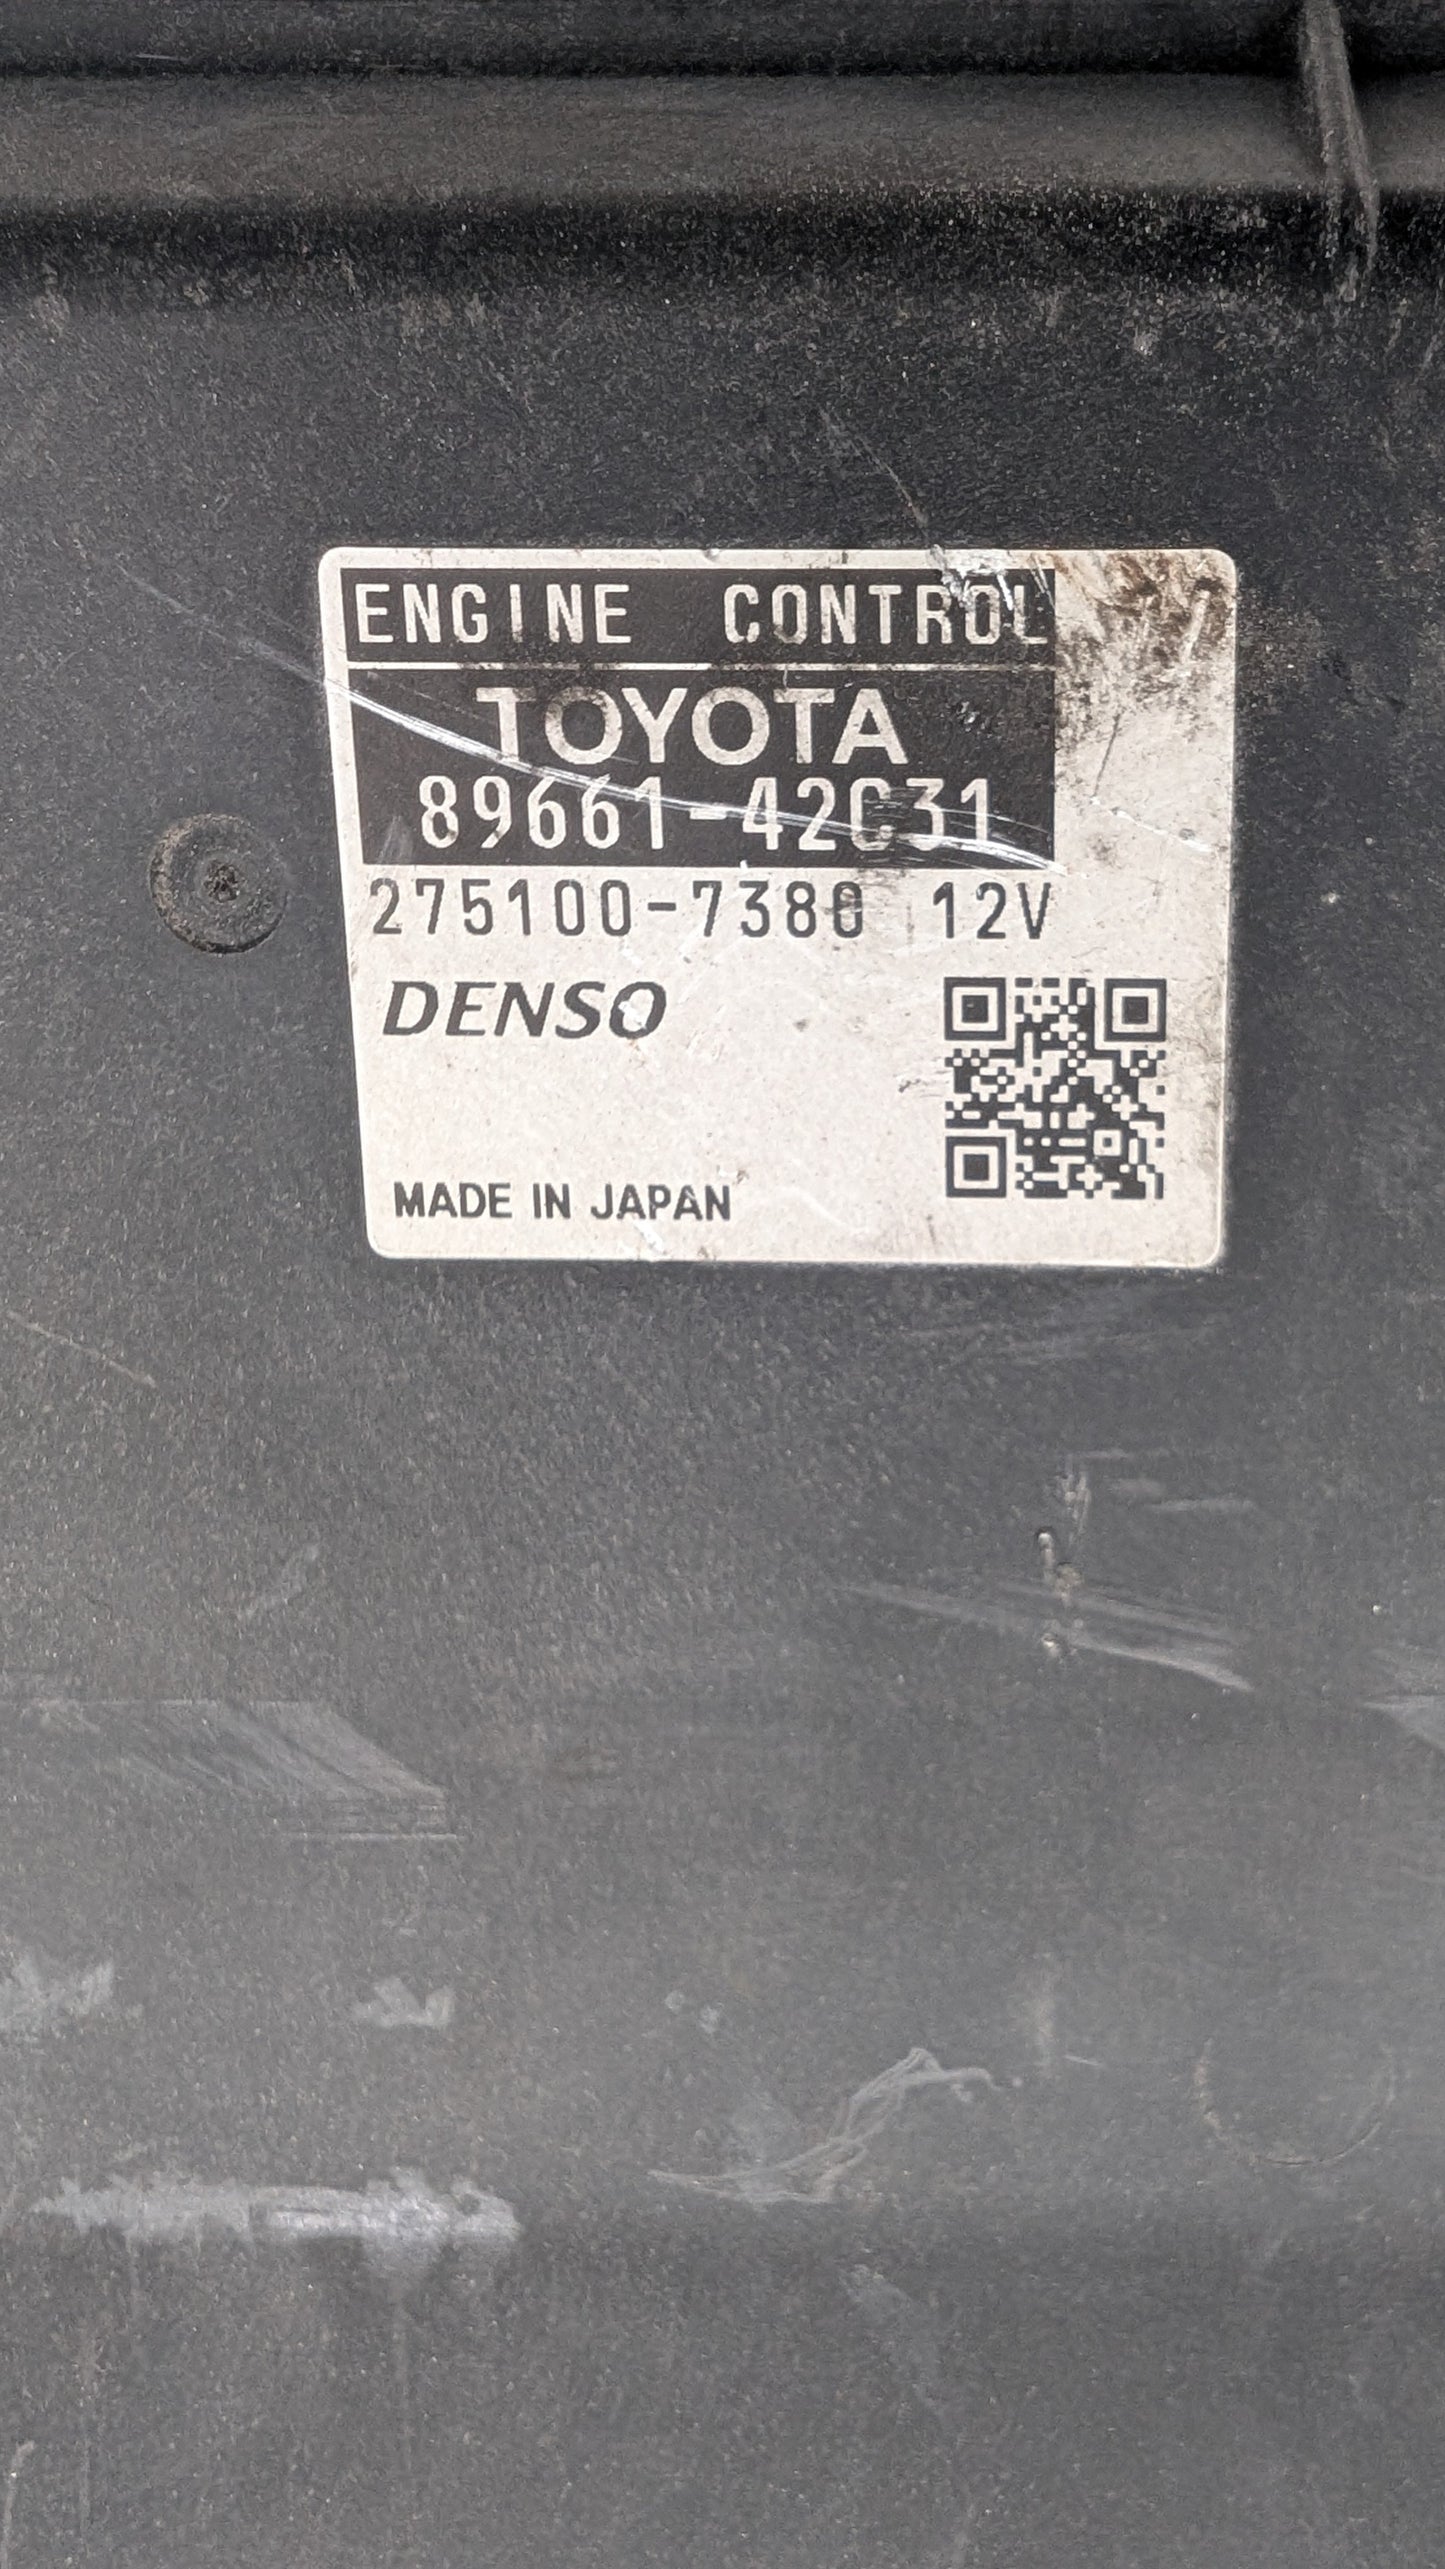 ENGINE CONTROL
TOYOTA
89661-42C31
275100-7380 12V
DENSO
MADE IN JAPAN